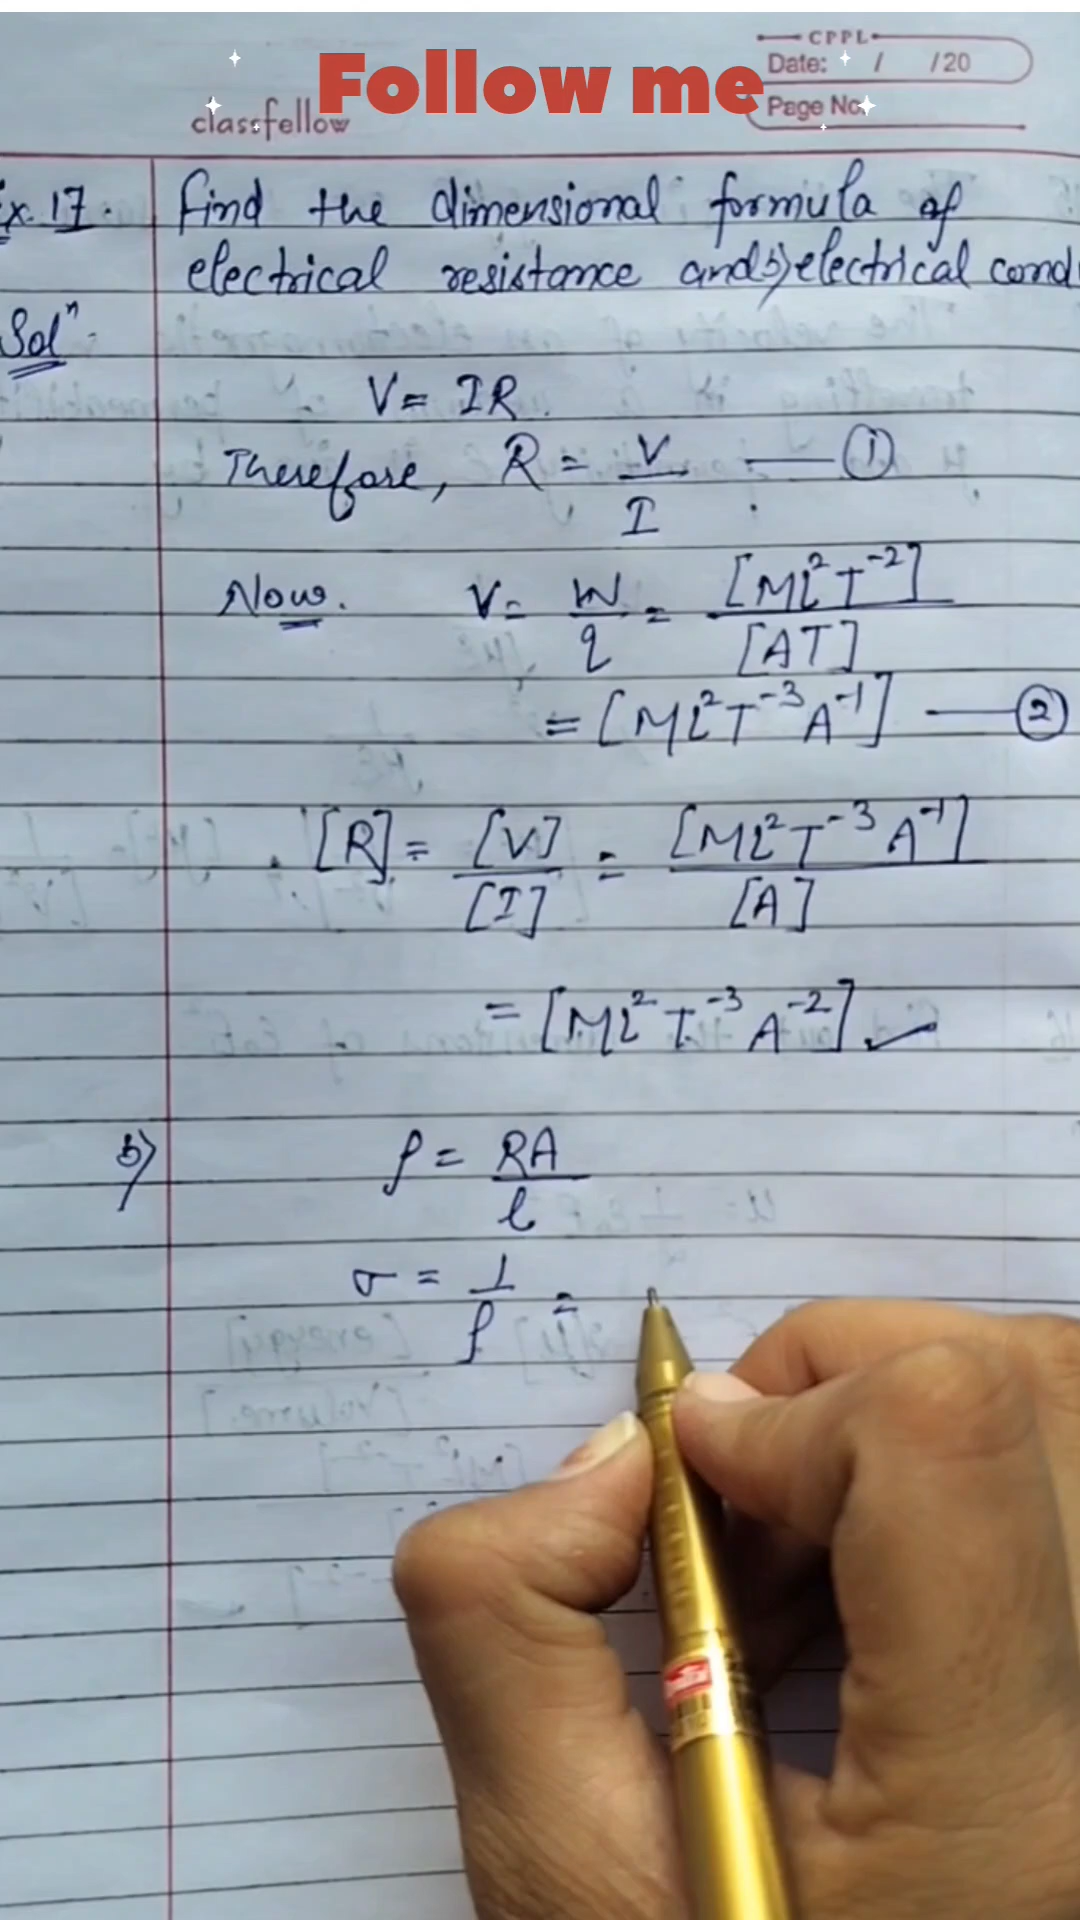 Follow me
CPPL
Date: / /20
Page No
classfellow
Ex. 17. Find the dimensional formula of
electrical resistance and b) electrical cond
Solⁿ
V = IR.
Therefore, R = V/I — ①
Now. V = W/q = [ML²T⁻²]/[AT]
= [ML²T⁻³A⁻¹] — ②
[R] = [V]/[I] = [ML²T⁻³A⁻¹]/[A]
= [ML²T⁻³A⁻²]
b) ρ = RA/l
σ = 1/ρ =